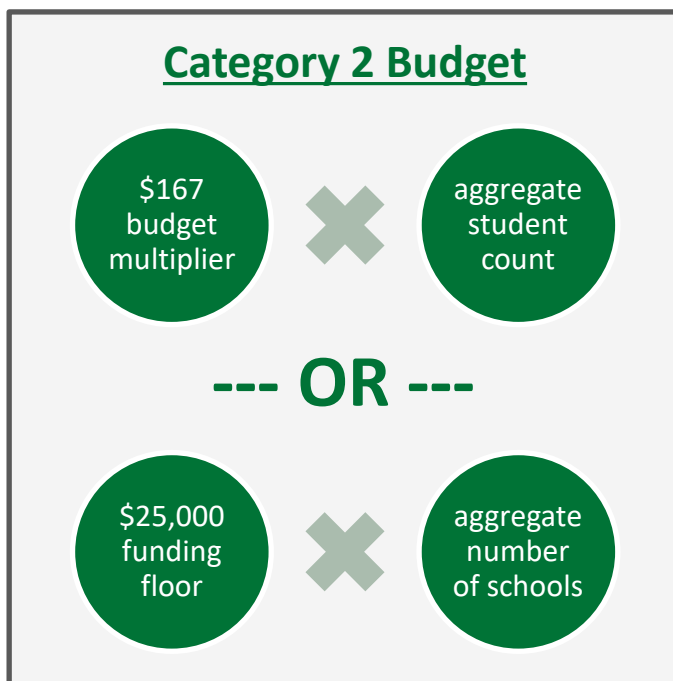 Category 2 Budget
$167
budget
multiplier
aggregate
student
count
--- OR ---
$25,000
funding
floor
aggregate
number
of schools